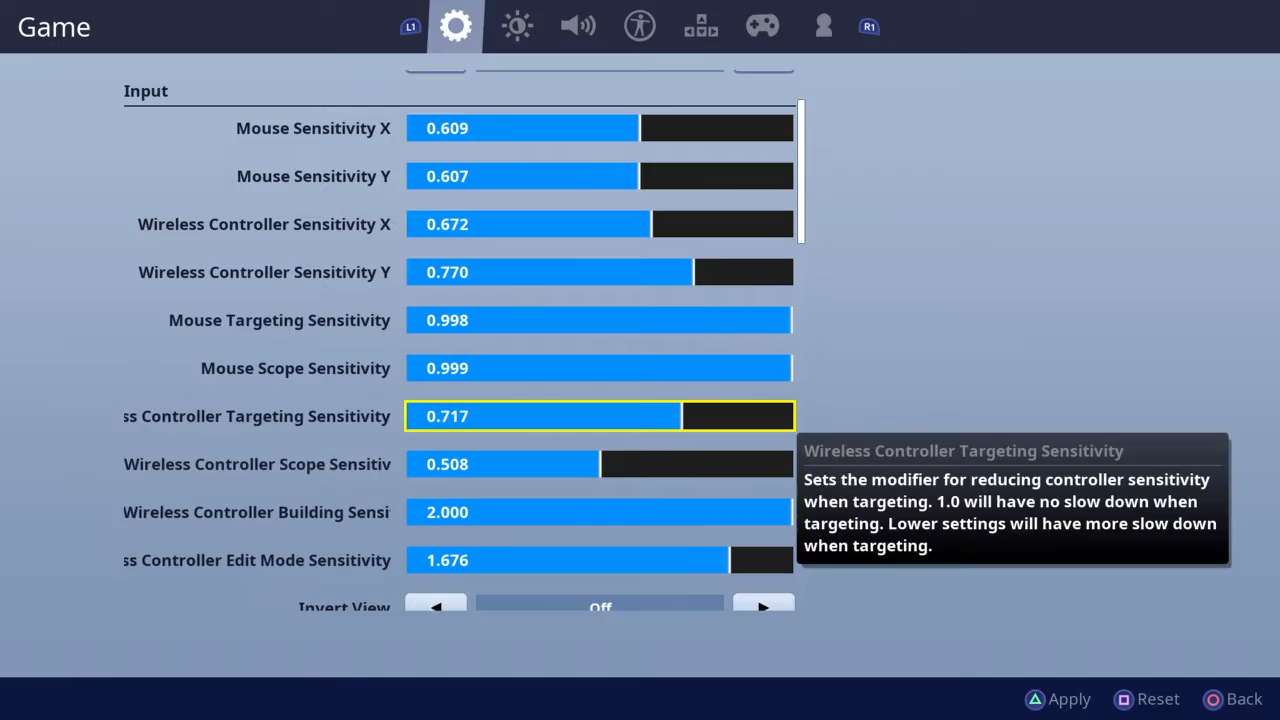 Game
L1
R1
Input
Mouse Sensitivity X
0.609
Mouse Sensitivity Y
0.607
Wireless Controller Sensitivity X
0.672
Wireless Controller Sensitivity Y
0.770
Mouse Targeting Sensitivity
0.998
Mouse Scope Sensitivity
0.999
ss Controller Targeting Sensitivity
0.717
Wireless Controller Scope Sensitiv
0.508
Wireless Controller Building Sensi
2.000
ss Controller Edit Mode Sensitivity
1.676
Invert View
Off
Wireless Controller Targeting Sensitivity
Sets the modifier for reducing controller sensitivity
when targeting. 1.0 will have no slow down when
targeting. Lower settings will have more slow down
when targeting.
Apply
Reset
Back